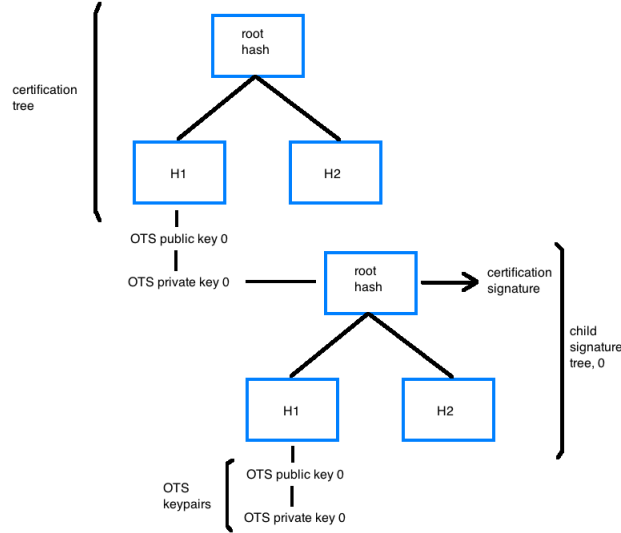 root
hash
certification
tree
H1
H2
OTS public key 0
OTS private key 0
root
hash
certification
signature
child
signature
tree, 0
H1
H2
OTS public key 0
OTS
keypairs
OTS private key 0